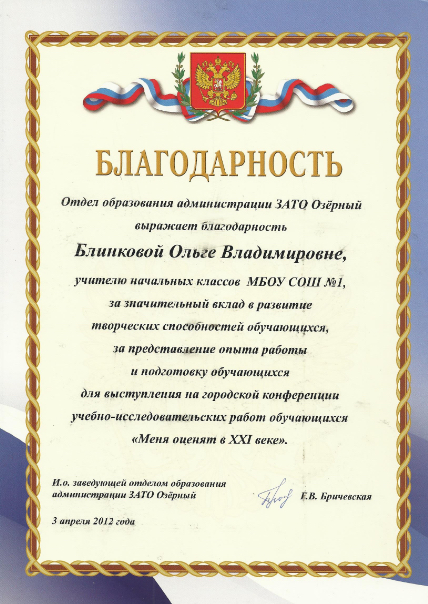 БЛАГОДАРНОСТЬ
Отдел образования администрации ЗАТО Озёрный
выражает благодарность
Блинковой Ольге Владимировне,
учителю начальных классов МБОУ СОШ №1,
за значительный вклад в развитие
творческих способностей обучающихся,
за представление опыта работы
и подготовку обучающихся
для выступления на городской конференции
учебно-исследовательских работ обучающихся
«Меня оценят в XXI веке».
И.о. заведующей отделом образования
администрации ЗАТО Озёрный Е.В. Бричевская
3 апреля 2012 года